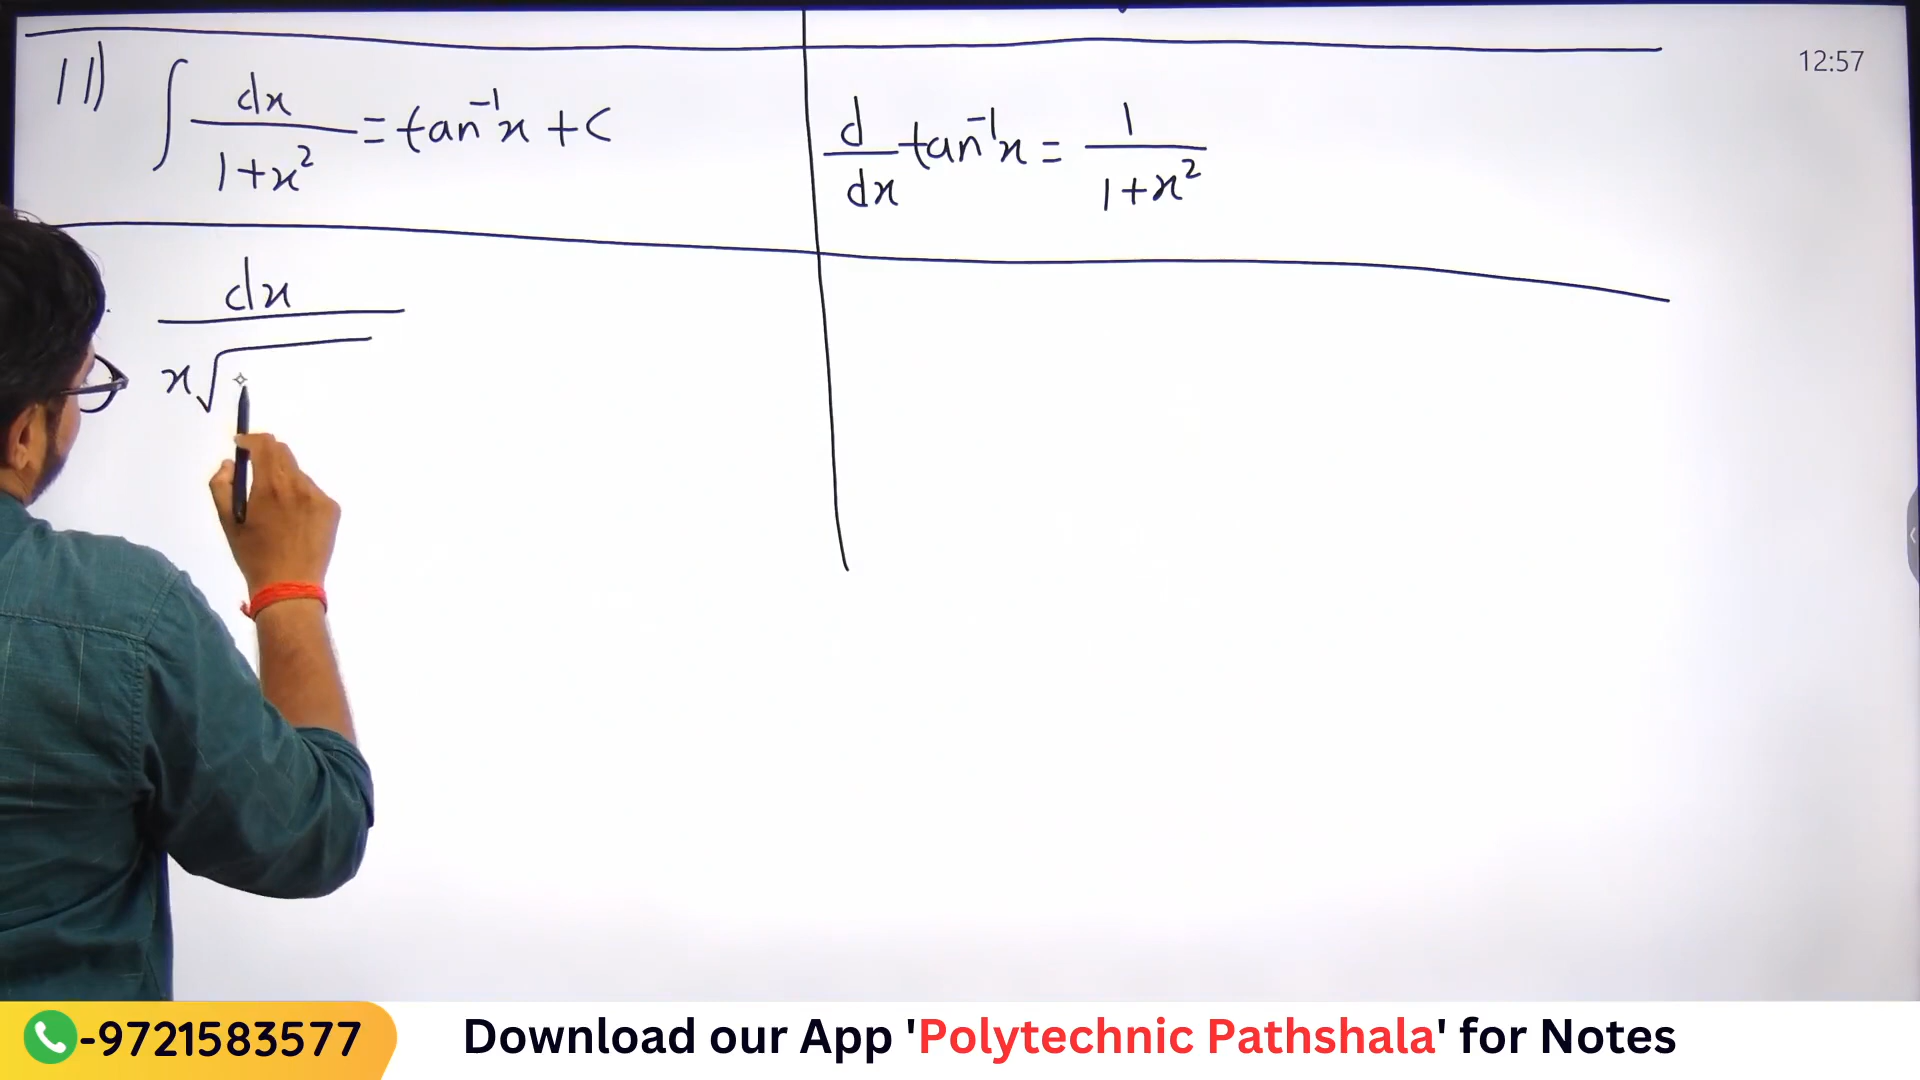 12:57
11) ∫ dx/(1+x²) = tan⁻¹x + c
d/dx tan⁻¹x = 1/(1+x²)
dx
x√
-9721583577
Download our App 'Polytechnic Pathshala' for Notes